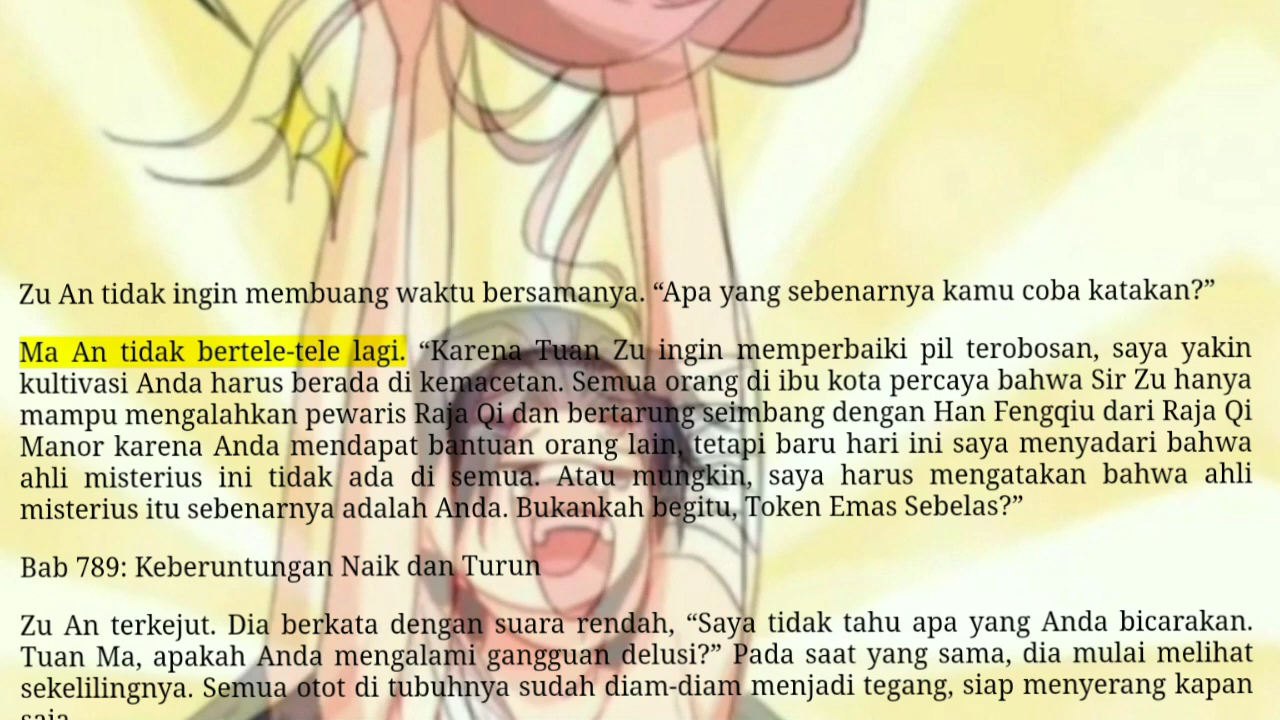 Zu An tidak ingin membuang waktu bersamanya. “Apa yang sebenarnya kamu coba katakan?”
Ma An tidak bertele-tele lagi. “Karena Tuan Zu ingin memperbaiki pil terobosan, saya yakin
kultivasi Anda harus berada di kemacetan. Semua orang di ibu kota percaya bahwa Sir Zu hanya
mampu mengalahkan pewaris Raja Qi dan bertarung seimbang dengan Han Fengqiu dari Raja Qi
Manor karena Anda mendapat bantuan orang lain, tetapi baru hari ini saya menyadari bahwa
ahli misterius ini tidak ada di semua. Atau mungkin, saya harus mengatakan bahwa ahli
misterius itu sebenarnya adalah Anda. Bukankah begitu, Token Emas Sebelas?”
Bab 789: Keberuntungan Naik dan Turun
Zu An terkejut. Dia berkata dengan suara rendah, “Saya tidak tahu apa yang Anda bicarakan.
Tuan Ma, apakah Anda mengalami gangguan delusi?” Pada saat yang sama, dia mulai melihat
sekelilingnya. Semua otot di tubuhnya sudah diam-diam menjadi tegang, siap menyerang kapan